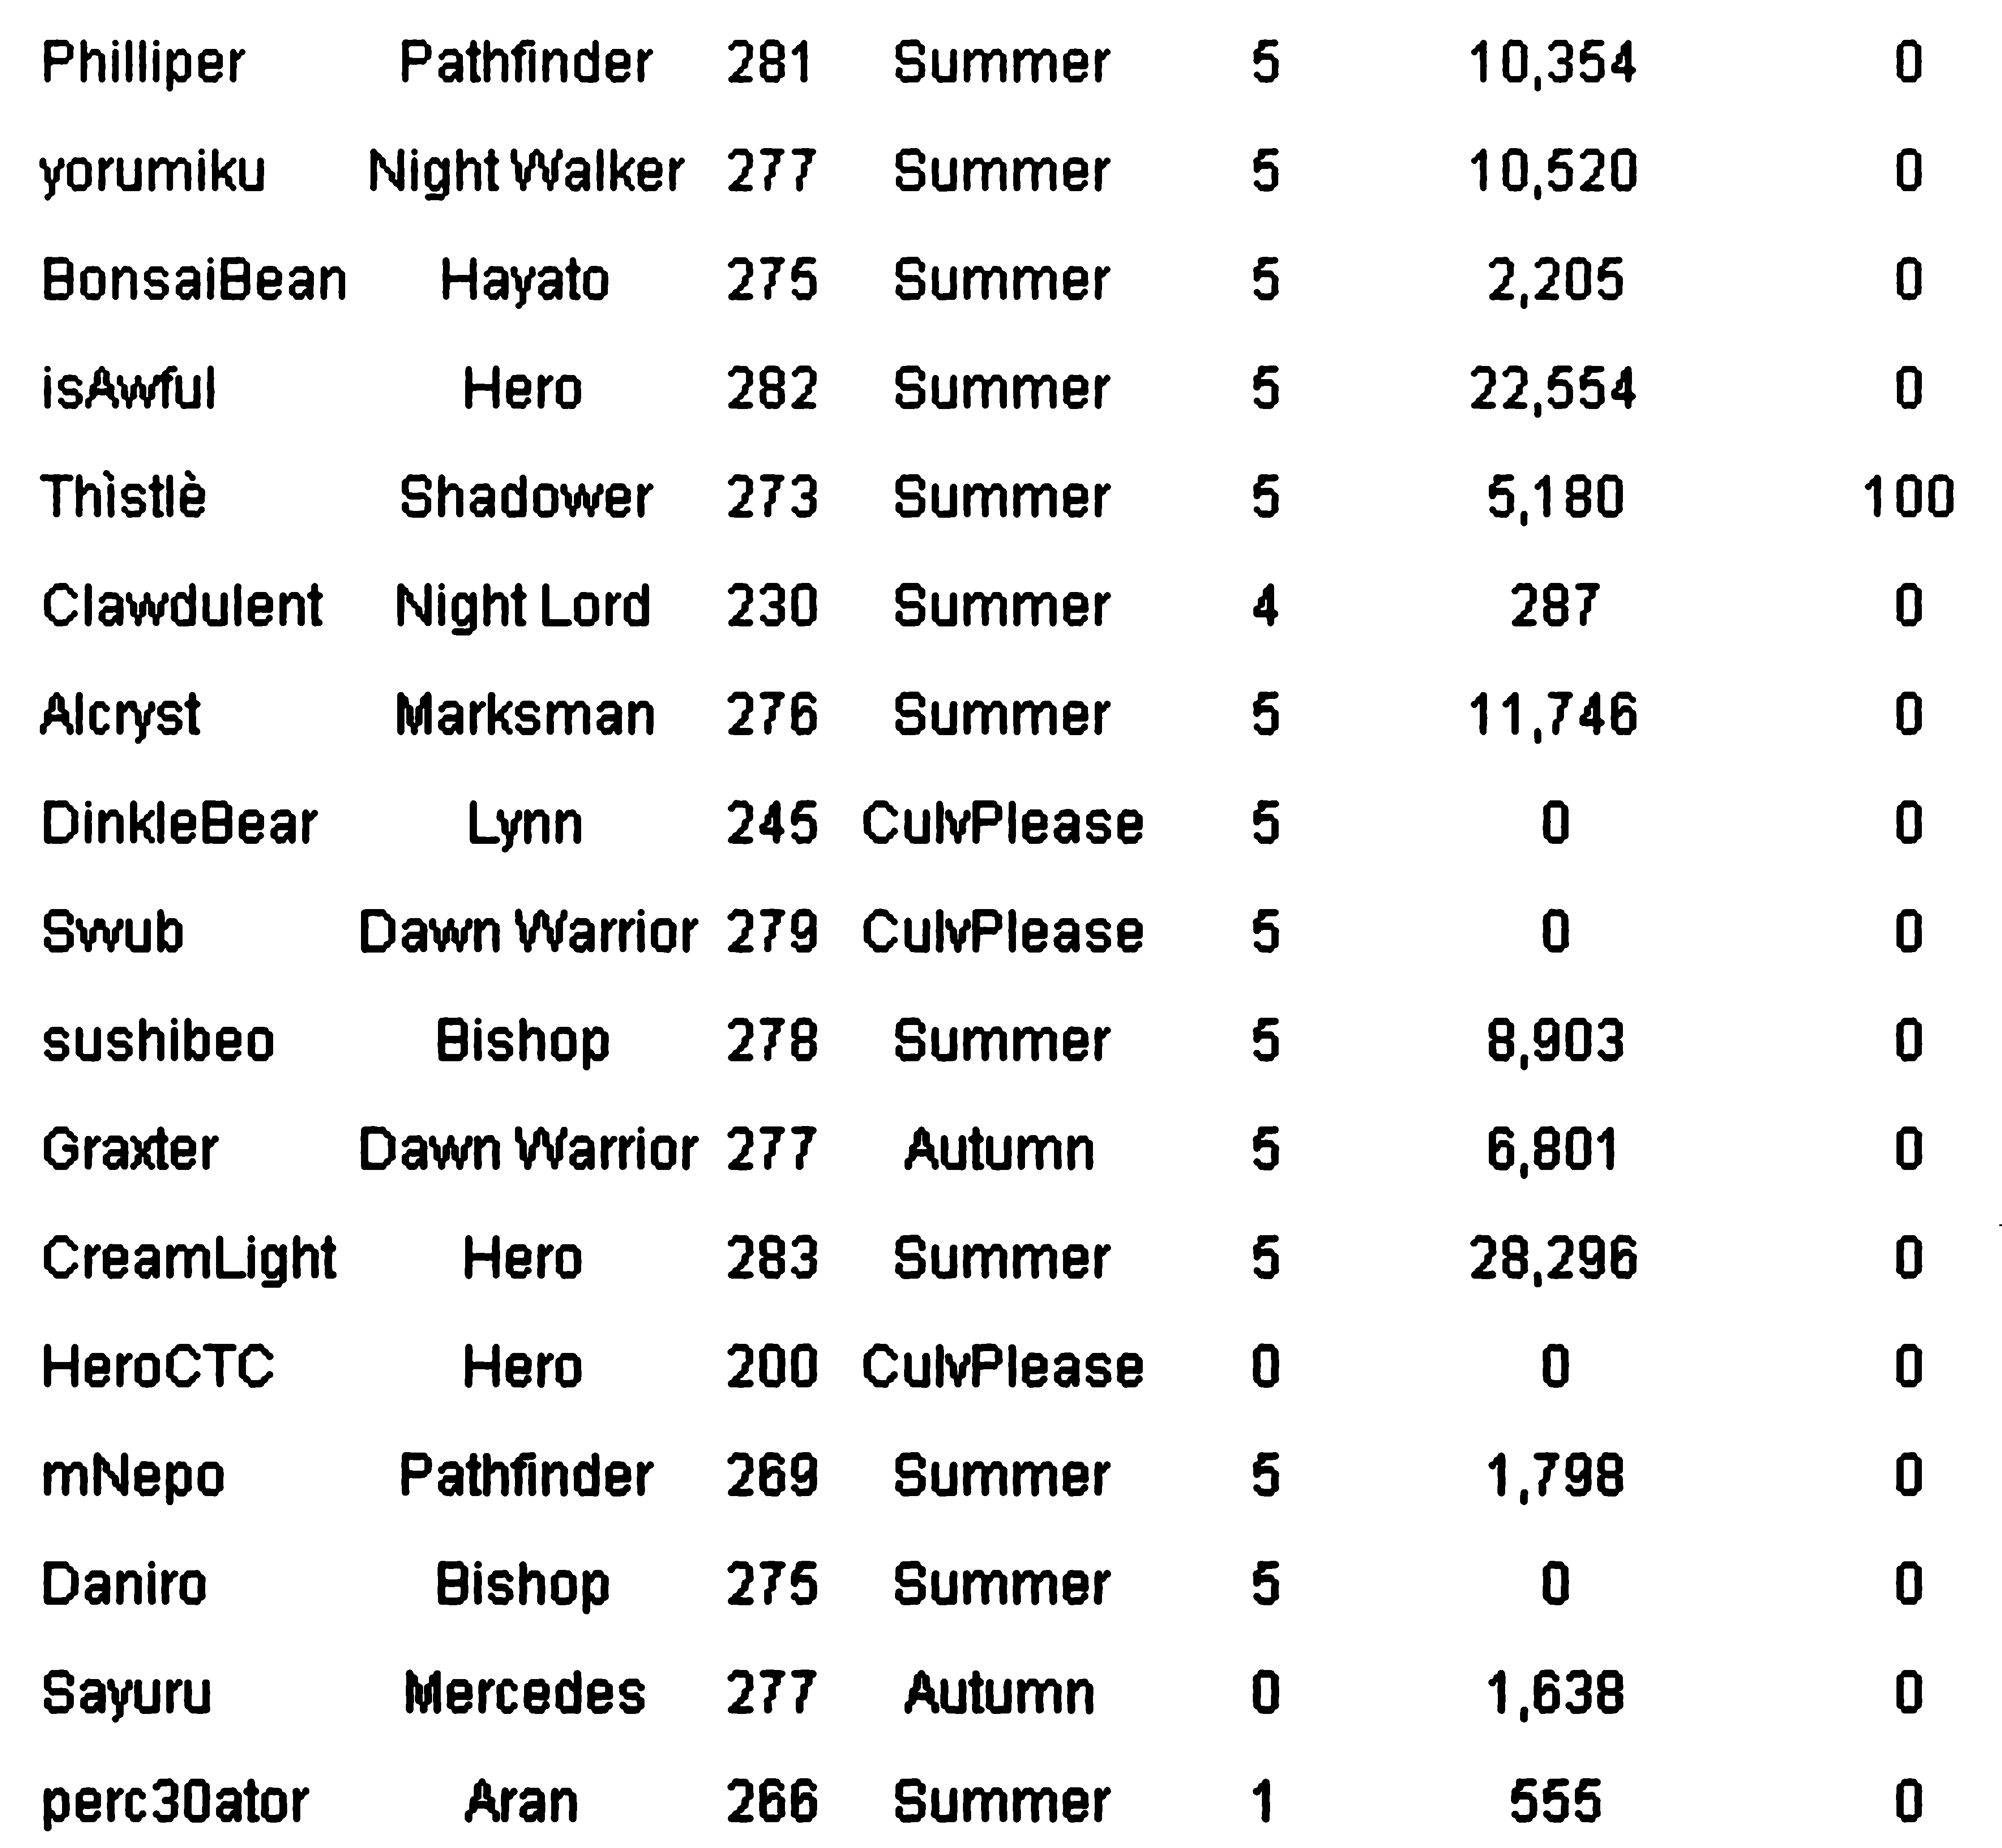 Philliper Pathfinder 281 Summer 5 10,354 0
yorumiku Night Walker 277 Summer 5 10,520 0
BonsaiBean Hayato 275 Summer 5 2,205 0
isAwful Hero 282 Summer 5 22,554 0
Thìstlè Shadower 273 Summer 5 5,180 100
Clawdulent Night Lord 230 Summer 4 287 0
Alcryst Marksman 276 Summer 5 11,746 0
DinkleBear Lynn 245 CulvPlease 5 0 0
Swub Dawn Warrior 279 CulvPlease 5 0 0
sushibeo Bishop 278 Summer 5 8,903 0
Graxter Dawn Warrior 277 Autumn 5 6,801 0
CreamLight Hero 283 Summer 5 28,296 0
HeroCTC Hero 200 CulvPlease 0 0 0
mNepo Pathfinder 269 Summer 5 1,798 0
Daniro Bishop 275 Summer 5 0 0
Sayuru Mercedes 277 Autumn 0 1,638 0
perc30ator Aran 266 Summer 1 555 0